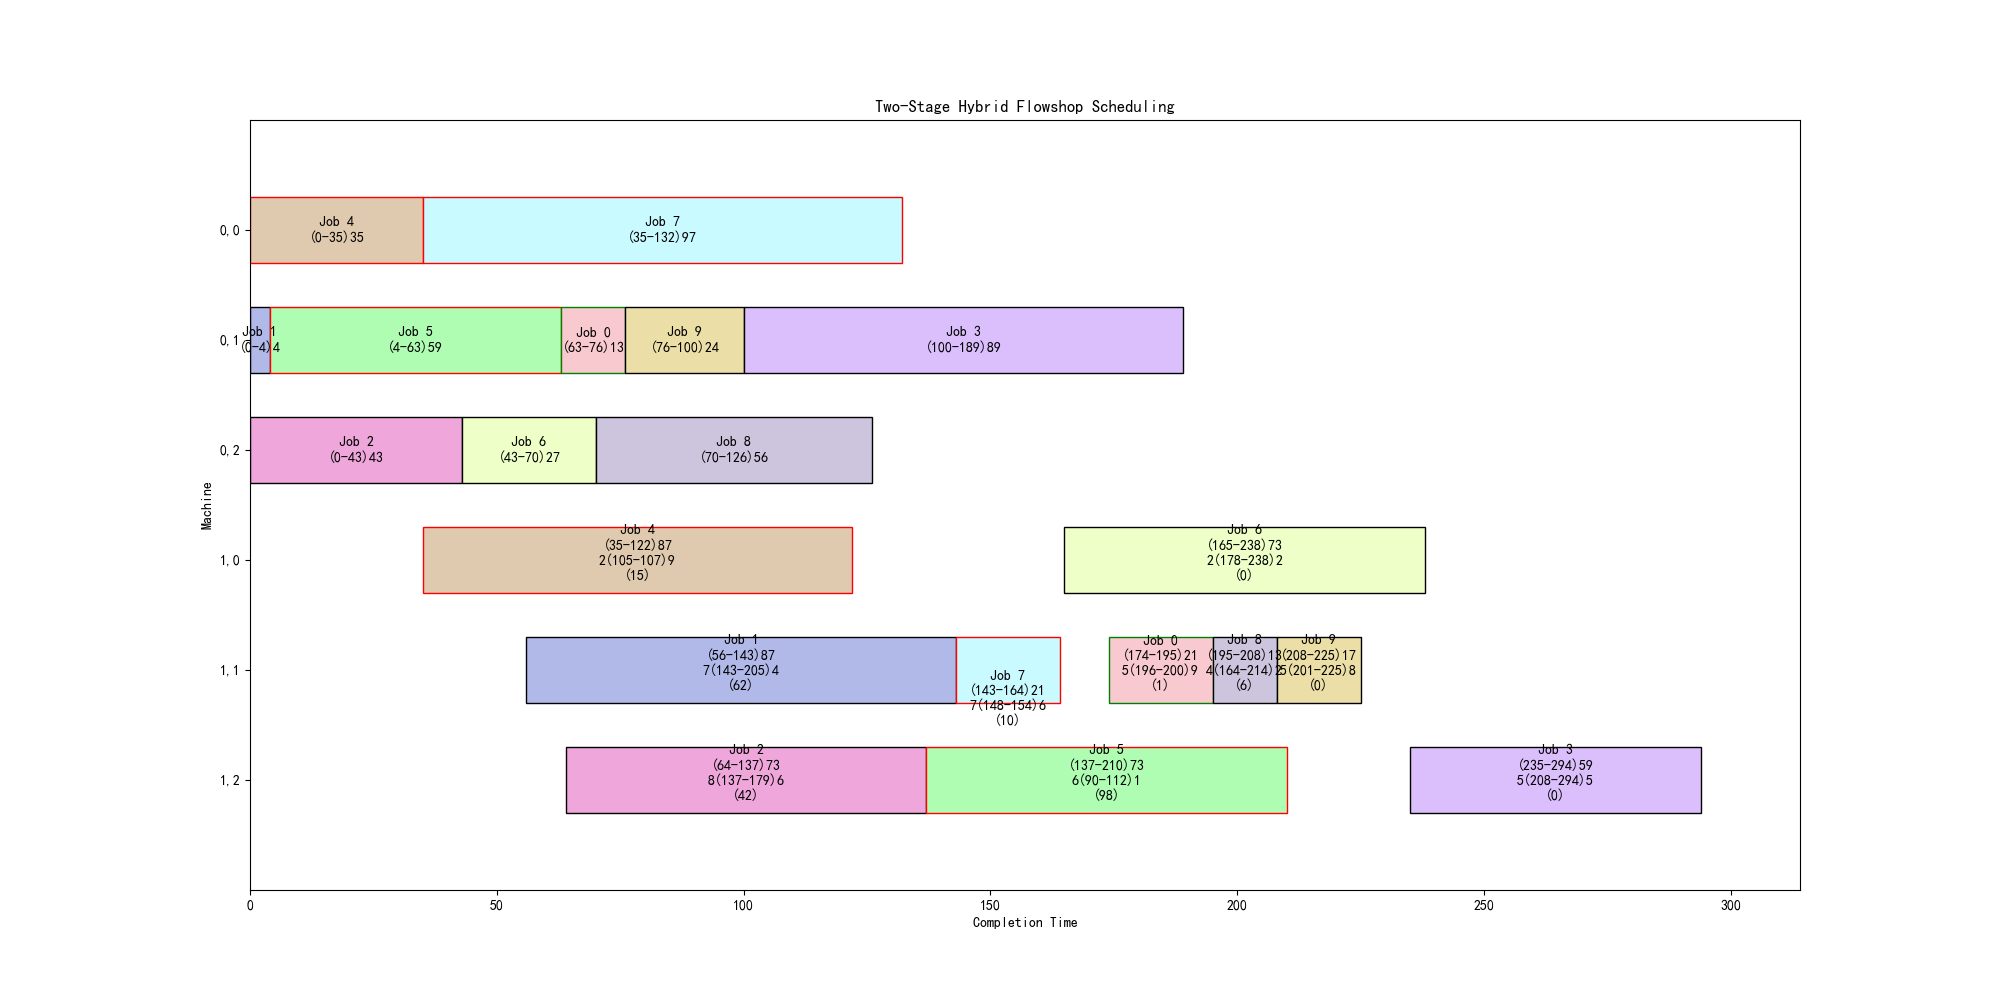 Two-Stage Hybrid Flowshop Scheduling
0,0
Job 4
(0-35)35
Job 7
(35-132)97
0,1
Job 1
(0-4)4
Job 5
(4-63)59
Job 0
(63-76)13
Job 9
(76-100)24
Job 3
(100-189)89
0,2
Job 2
(0-43)43
Job 6
(43-70)27
Job 8
(70-126)56
Machine
1,0
Job 4
(35-122)87
2(105-107)9
(15)
Job 6
(165-238)73
2(178-238)2
(0)
1,1
Job 1
(56-143)87
7(143-205)4
(62)
Job 7
(143-164)21
7(148-154)6
(10)
Job 0
(174-195)21
5(196-200)9
(1)
Job 8
(195-208)13
4(164-214)2
(6)
Job 9
(208-225)17
5(201-225)8
(0)
1,2
Job 2
(64-137)73
8(137-179)6
(42)
Job 5
(137-210)73
6(90-112)1
(98)
Job 3
(235-294)59
5(208-294)5
(0)
0 50 100 150 200 250 300
Completion Time